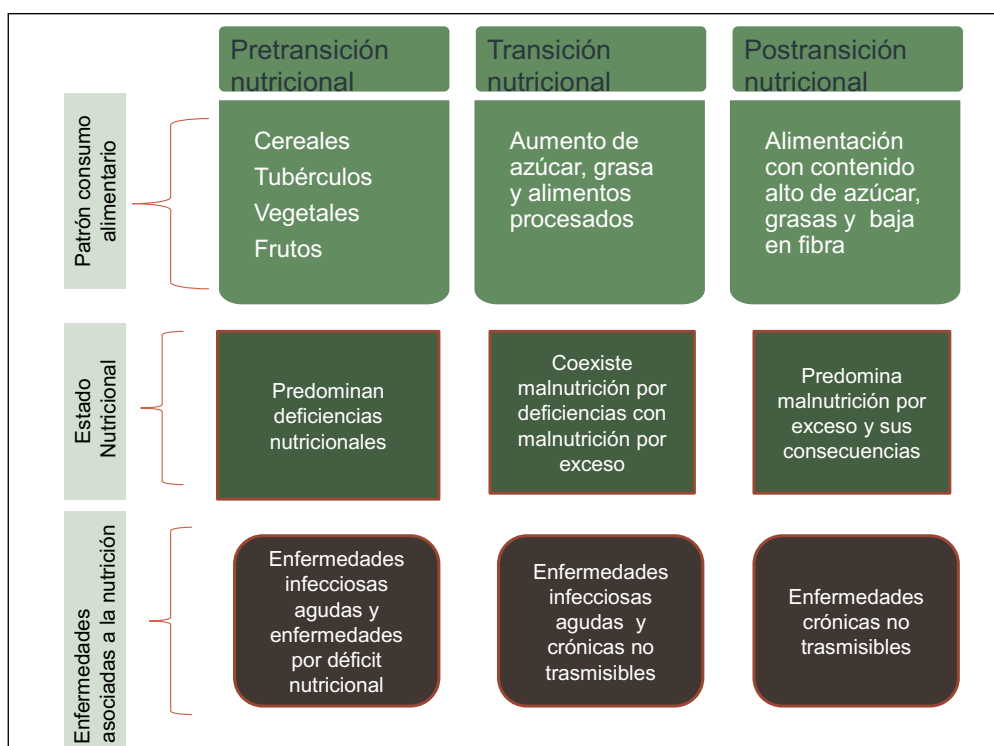 Pretransición
nutricional
Transición
nutricional
Postransición
nutricional
Patrón consumo
alimentario
Cereales
Tubérculos
Vegetales
Frutos
Aumento de
azúcar, grasa
y alimentos
procesados
Alimentación
con contenido
alto de azúcar,
grasas y baja
en fibra
Estado
Nutricional
Predominan
deficiencias
nutricionales
Coexiste
malnutrición por
deficiencias con
malnutrición por
exceso
Predomina
malnutrición por
exceso y sus
consecuencias
Enfermedades
asociadas a la nutrición
Enfermedades
infecciosas
agudas y
enfermedades
por déficit
nutricional
Enfermedades
infecciosas
agudas y
crónicas no
trasmisibles
Enfermedades
crónicas no
trasmisibles